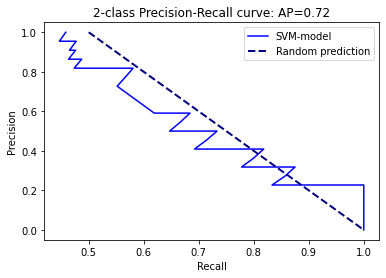 2-class Precision-Recall curve: AP=0.72
SVM-model
Random prediction
Precision
1.0
0.8
0.6
0.4
0.2
0.0
0.5 0.6 0.7 0.8 0.9 1.0
Recall